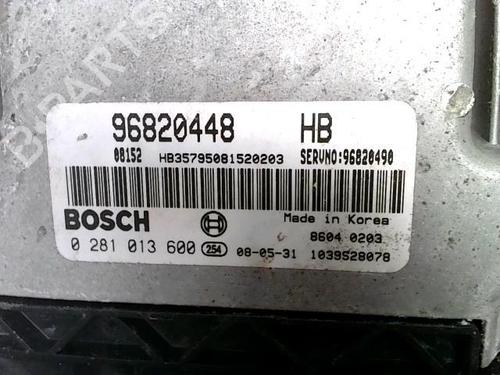 B-PARTS
96820448 HB
08152 HB35795081520203 SERVNO:96820490
BOSCH
Made in Korea
8604 0203
0 281 013 600 254 08-05-31 1039S28078